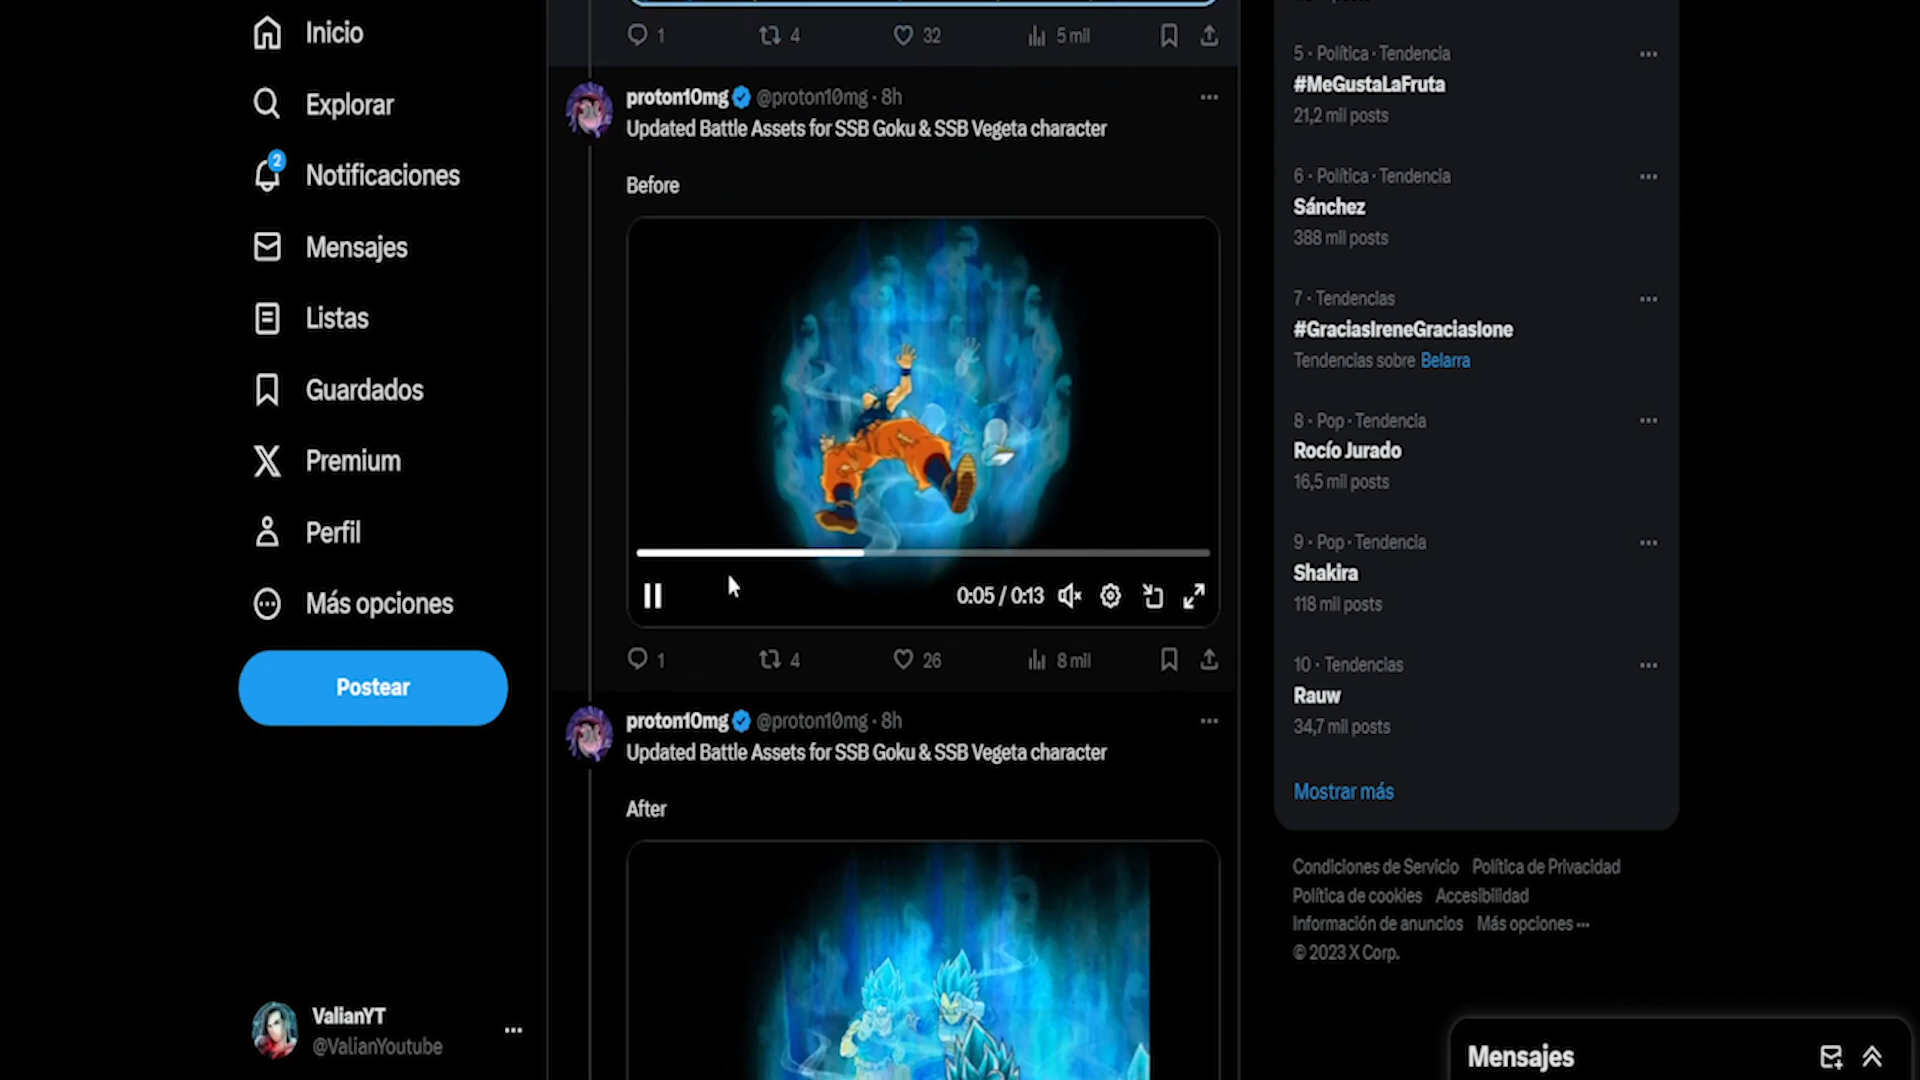 Inicio
Explorar
2
Notificaciones
Mensajes
Listas
Guardados
Premium
Perfil
Más opciones
Postear
ValianYT
@ValianYoutube
1 4 32 5 mil
proton10mg @proton10mg · 8h
Updated Battle Assets for SSB Goku & SSB Vegeta character
Before
0:05 / 0:13
1 4 26 8 mil
proton10mg @proton10mg · 8h
Updated Battle Assets for SSB Goku & SSB Vegeta character
After
5 · Política · Tendencia
#MeGustaLaFruta
21,2 mil posts
6 · Política · Tendencia
Sánchez
388 mil posts
7 · Tendencias
#GraciasIreneGraciasIone
Tendencias sobre Belarra
8 · Pop · Tendencia
Rocío Jurado
16,5 mil posts
9 · Pop · Tendencia
Shakira
118 mil posts
10 · Tendencias
Rauw
34,7 mil posts
Mostrar más
Condiciones de Servicio Política de Privacidad
Política de cookies Accesibilidad
Información de anuncios Más opciones ···
© 2023 X Corp.
Mensajes